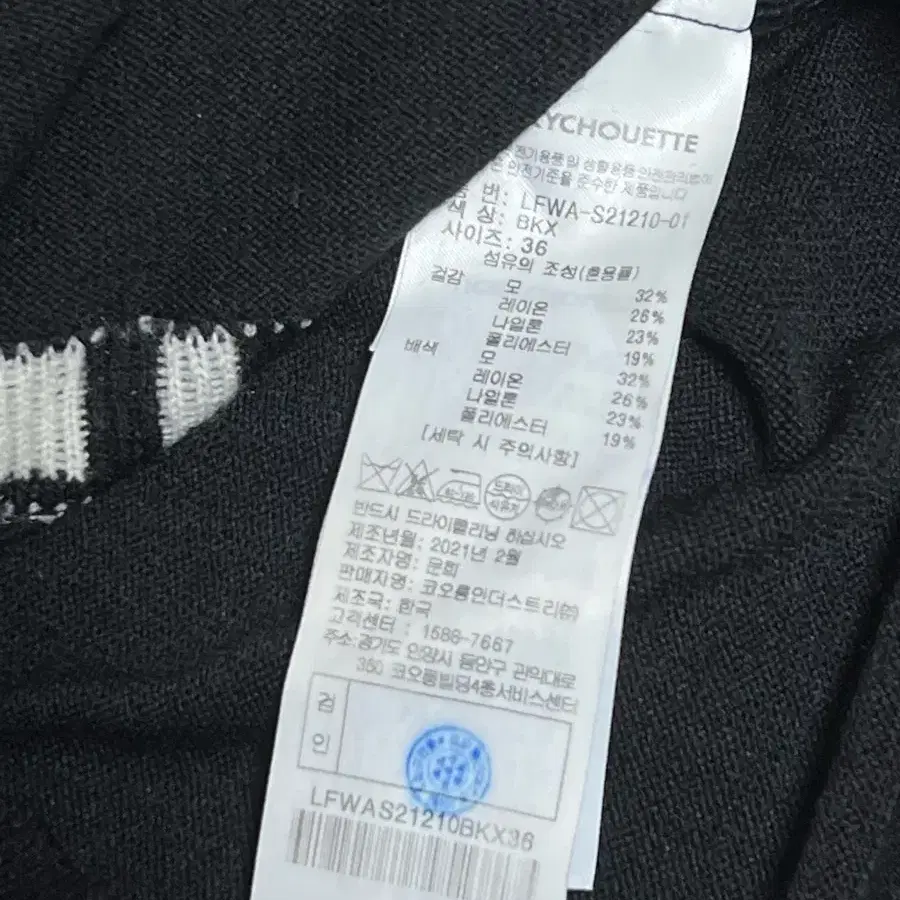 YCHOUETTE
전기용품 및 생활용품 안전관리법에
안전기준을 준수한 제품입니다
번: LFWA-S21210-01
색 상: BKX
사이즈: 36
섬유의 조성(혼용률)
겉감 모 32%
레이온 26%
나일론 23%
폴리에스터 19%
배색 모 32%
레이온 26%
나일론 23%
폴리에스터 19%
[세탁 시 주의사항]
드라이
석유계
반드시 드라이클리닝 하십시오
제조년월: 2021년 2월
제조자명: 문희
판매자명: 코오롱인더스트리㈜
제조국: 한국
고객센터 : 1588-7667
주소:경기도 안양시 동안구 관악대로
360 코오롱빌딩4층서비스센터
검
인
LFWAS21210BKX36